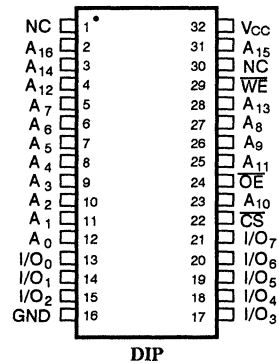 NC 1 32 VCC
A16 2 31 A15
A14 3 30 NC
A12 4 29 W̅E̅
A7 5 28 A13
A6 6 27 A8
A5 7 26 A9
A4 8 25 A11
A3 9 24 O̅E̅
A2 10 23 A10
A1 11 22 C̅S̅
A0 12 21 I/O7
I/O0 13 20 I/O6
I/O1 14 19 I/O5
I/O2 15 18 I/O4
GND 16 17 I/O3
DIP